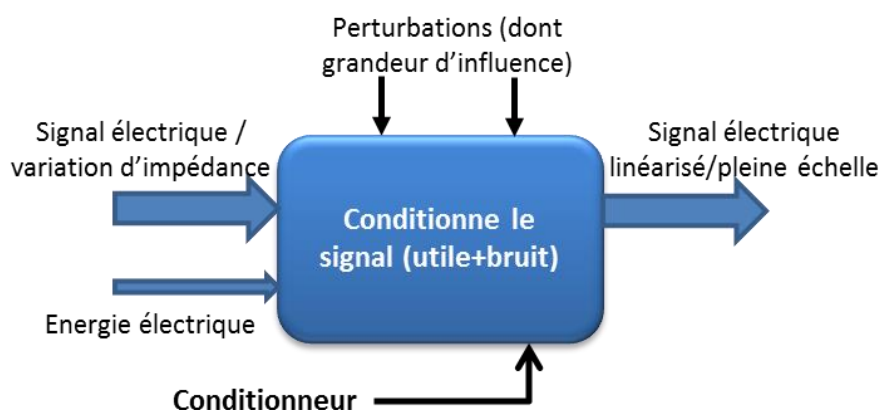 Perturbations (dont
grandeur d’influence)
Signal électrique /
variation d’impédance
Signal électrique
linéarisé/pleine échelle
Conditionne le
signal (utile+bruit)
Energie électrique
Conditionneur